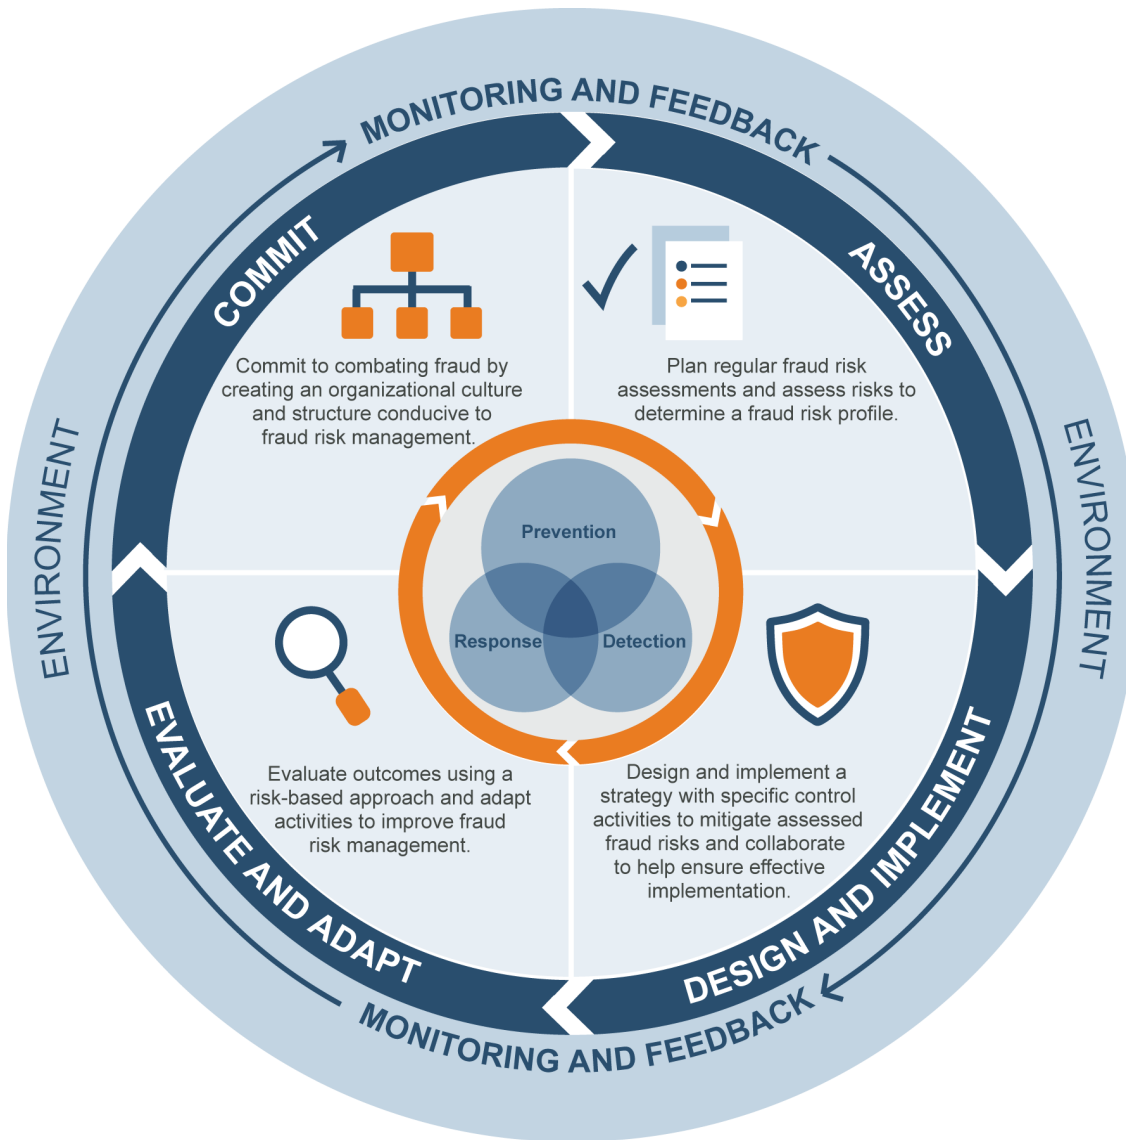 MONITORING AND FEEDBACK
COMMIT
ASSESS
Commit to combating fraud by
creating an organizational culture
and structure conducive to
fraud risk management.
Plan regular fraud risk
assessments and assess risks to
determine a fraud risk profile.
ENVIRONMENT
ENVIRONMENT
Prevention
Response
Detection
Evaluate outcomes using a
risk-based approach and adapt
activities to improve fraud
risk management.
Design and implement a
strategy with specific control
activities to mitigate assessed
fraud risks and collaborate
to help ensure effective
implementation.
EVALUATE AND ADAPT
DESIGN AND IMPLEMENT
MONITORING AND FEEDBACK